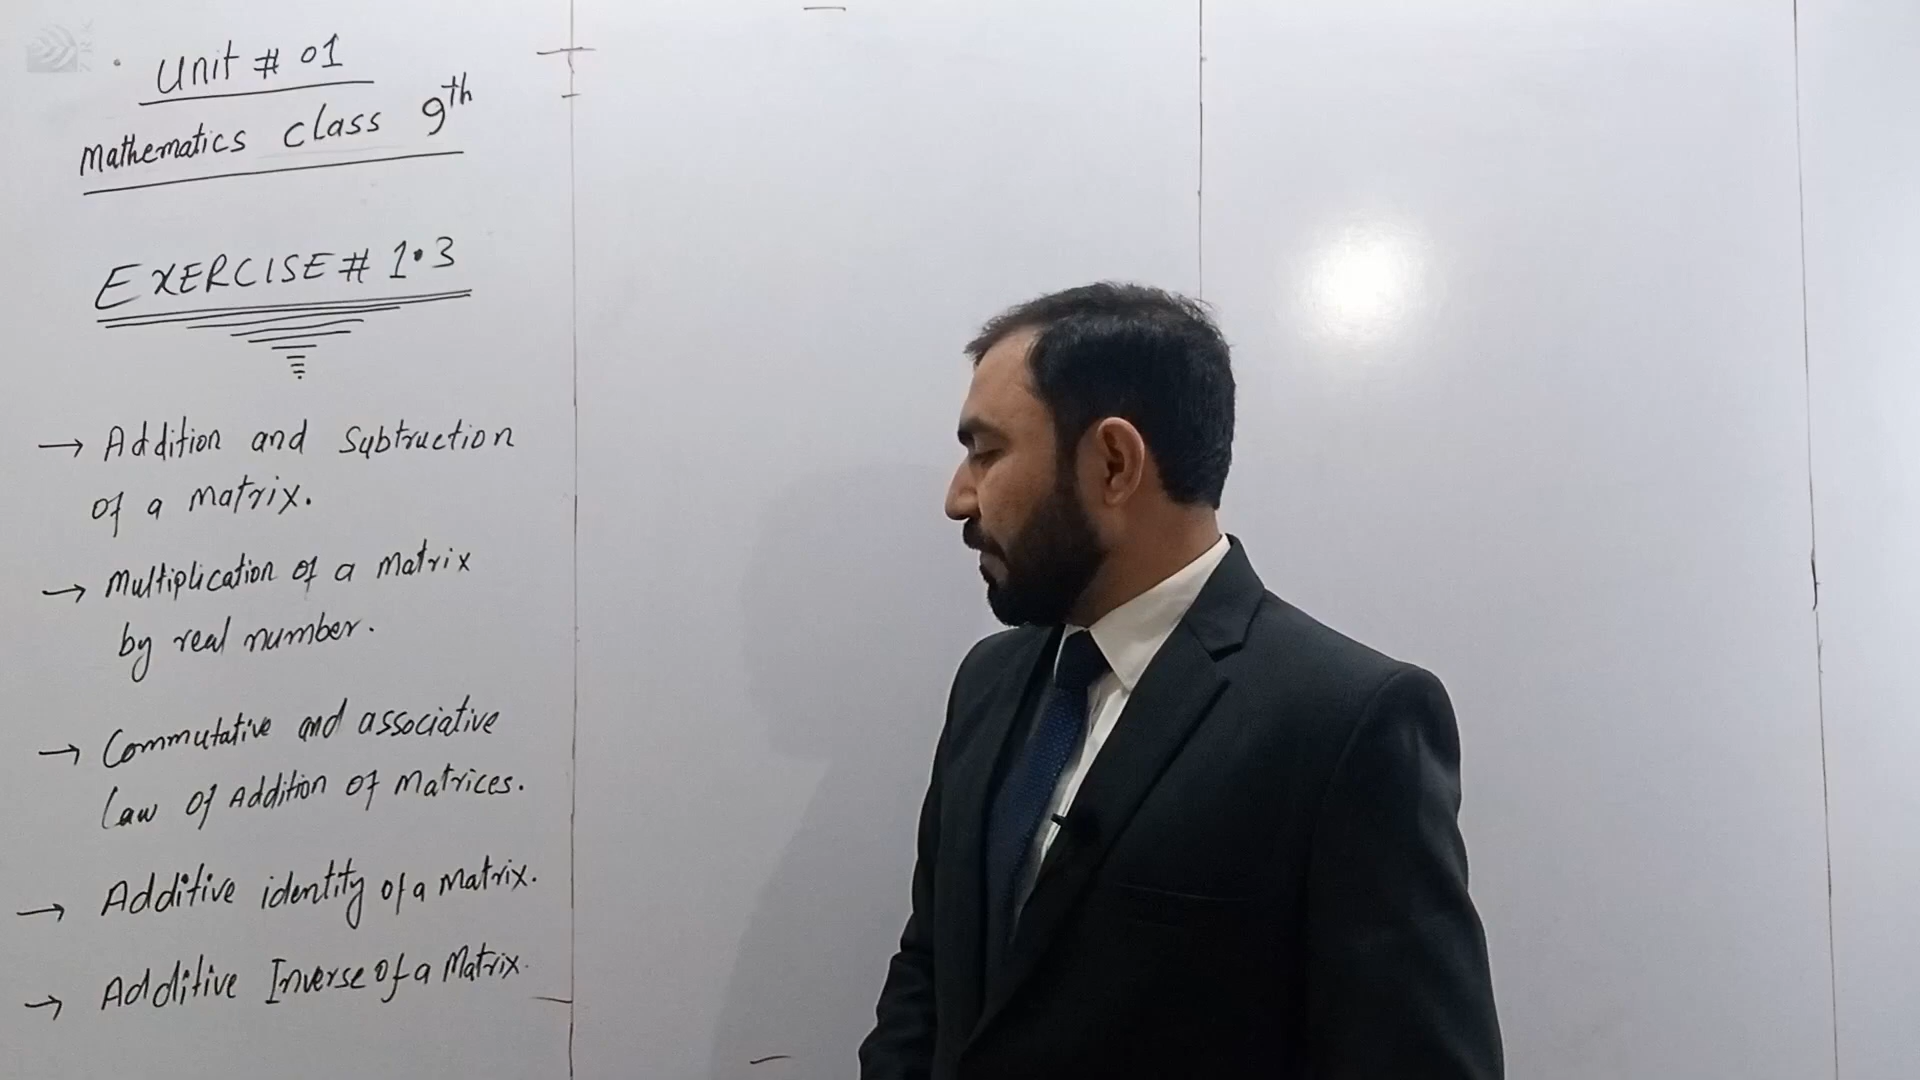 Unit # 01
Mathematics class 9th
EXERCISE # 1.3
→ Addition and Subtruction
of a matrix.
→ Multiplication of a matrix
by real number.
→ Commutative and associative
law of Addition of Matrices.
→ Additive identity of a matrix.
→ Additive Inverse of a Matrix.
ZRK